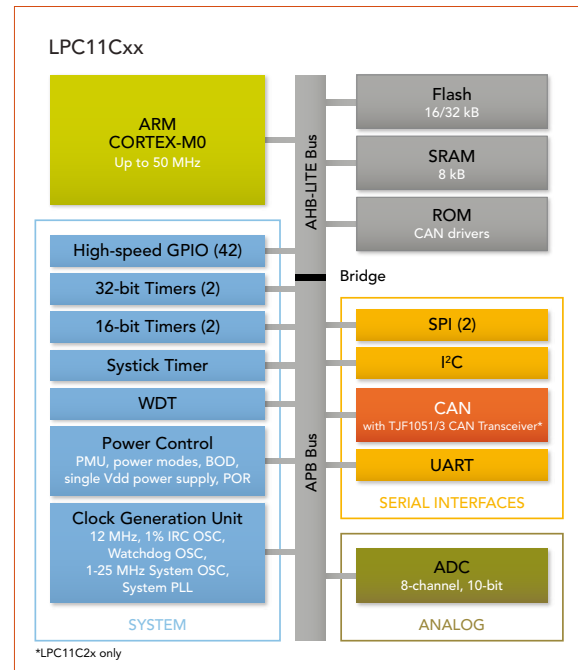 LPC11Cxx
ARM
CORTEX-M0
Up to 50 MHz
High-speed GPIO (42)
32-bit Timers (2)
16-bit Timers (2)
Systick Timer
WDT
Power Control
PMU, power modes, BOD,
single Vdd power supply, POR
Clock Generation Unit
12 MHz, 1% IRC OSC,
Watchdog OSC,
1-25 MHz System OSC,
System PLL
SYSTEM
*LPC11C2x only
AHB-LITE Bus
Bridge
APB Bus
Flash
16/32 kB
SRAM
8 kB
ROM
CAN drivers
SPI (2)
I²C
CAN
with TJF1051/3 CAN Transceiver*
UART
SERIAL INTERFACES
ADC
8-channel, 10-bit
ANALOG